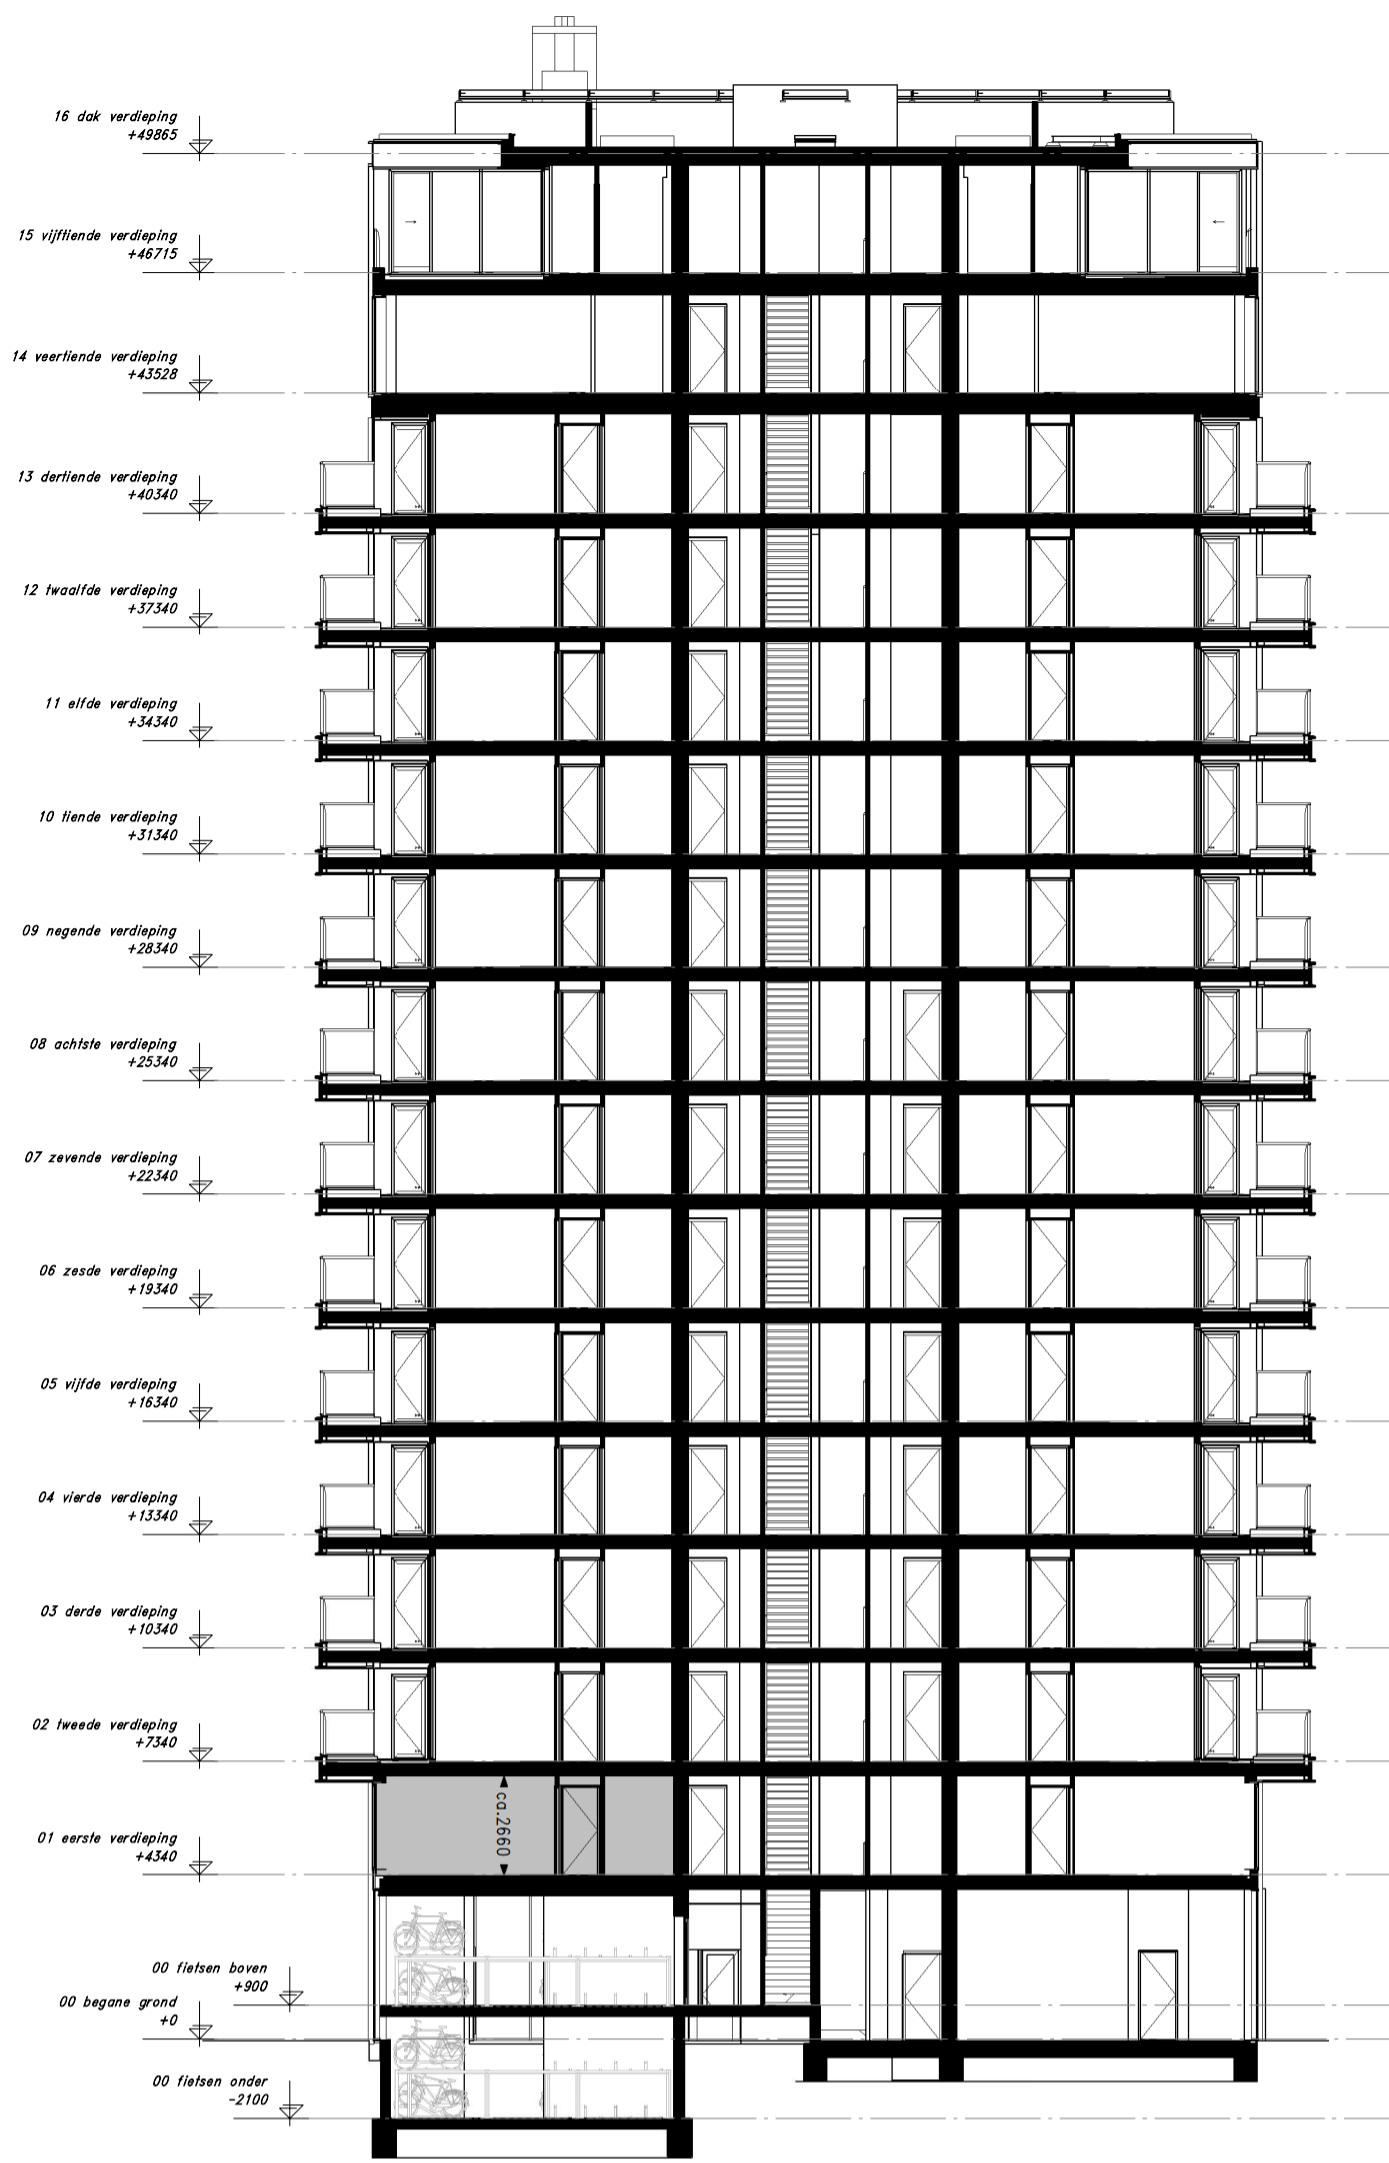 16 dak verdieping
+49865
15 vijftiende verdieping
+46715
14 veertiende verdieping
+43528
13 dertiende verdieping
+40340
12 twaalfde verdieping
+37340
11 elfde verdieping
+34340
10 tiende verdieping
+31340
09 negende verdieping
+28340
08 achtste verdieping
+25340
07 zevende verdieping
+22340
06 zesde verdieping
+19340
05 vijfde verdieping
+16340
04 vierde verdieping
+13340
03 derde verdieping
+10340
02 tweede verdieping
+7340
ca.2660
01 eerste verdieping
+4340
00 fietsen boven
+900
00 begane grond
+0
00 fietsen onder
-2100